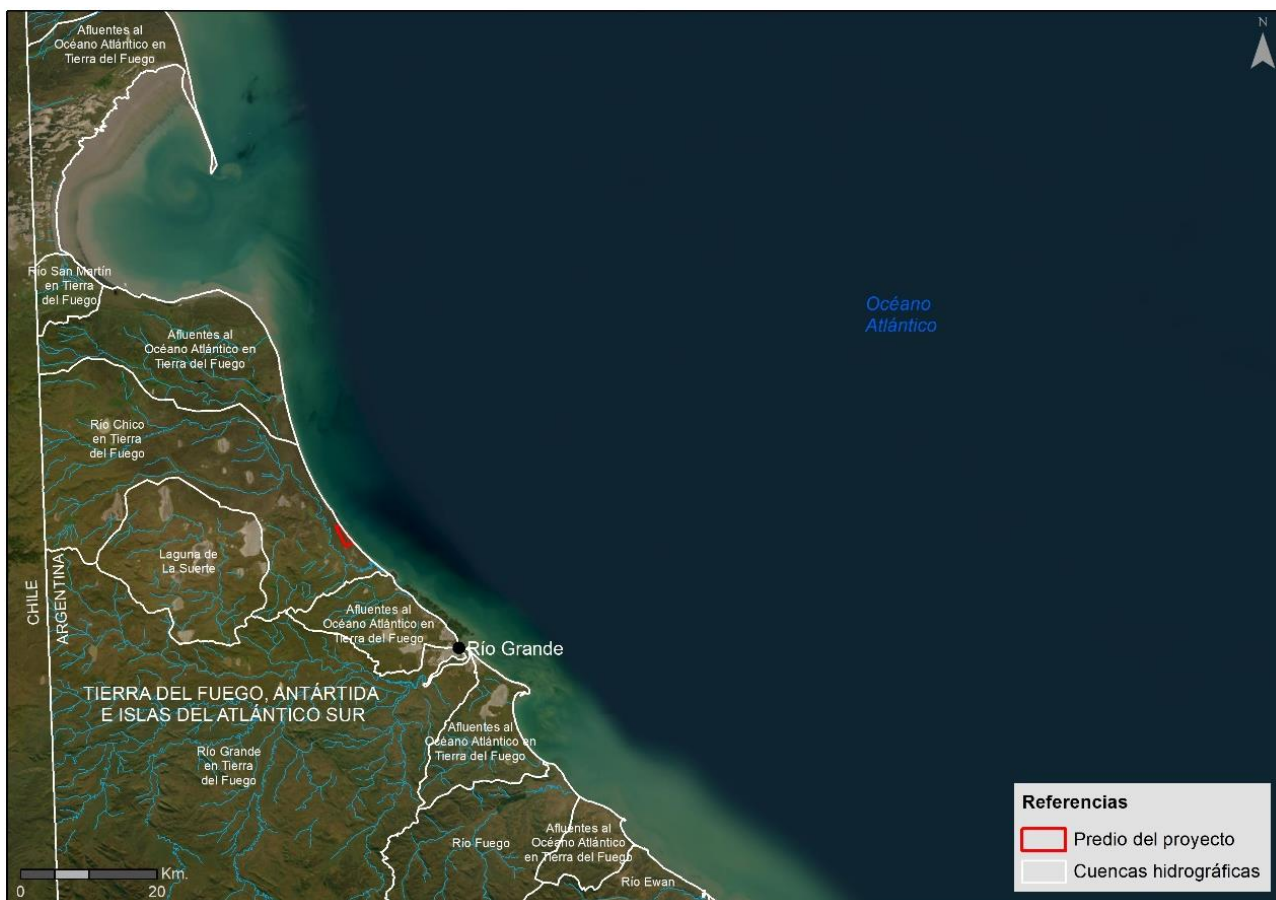 Afluentes al
Océano Atlántico en
Tierra del Fuego
N
Río San Martín
en Tierra
del Fuego
Océano
Atlántico
Afluentes al
Océano Atlántico en
Tierra del Fuego
Río Chico
en Tierra
del Fuego
Laguna de
La Suerte
CHILE
ARGENTINA
Afluentes al
Océano Atlántico en
Tierra del Fuego
Río Grande
TIERRA DEL FUEGO, ANTÁRTIDA
E ISLAS DEL ATLÁNTICO SUR
Afluentes al
Océano Atlántico en
Tierra del Fuego
Río Grande
en Tierra
del Fuego
Río Fuego
Afluentes al
Océano Atlántico
en Tierra del Fuego
Río Ewan
Km.
0 20
Referencias
Predio del proyecto
Cuencas hidrográficas